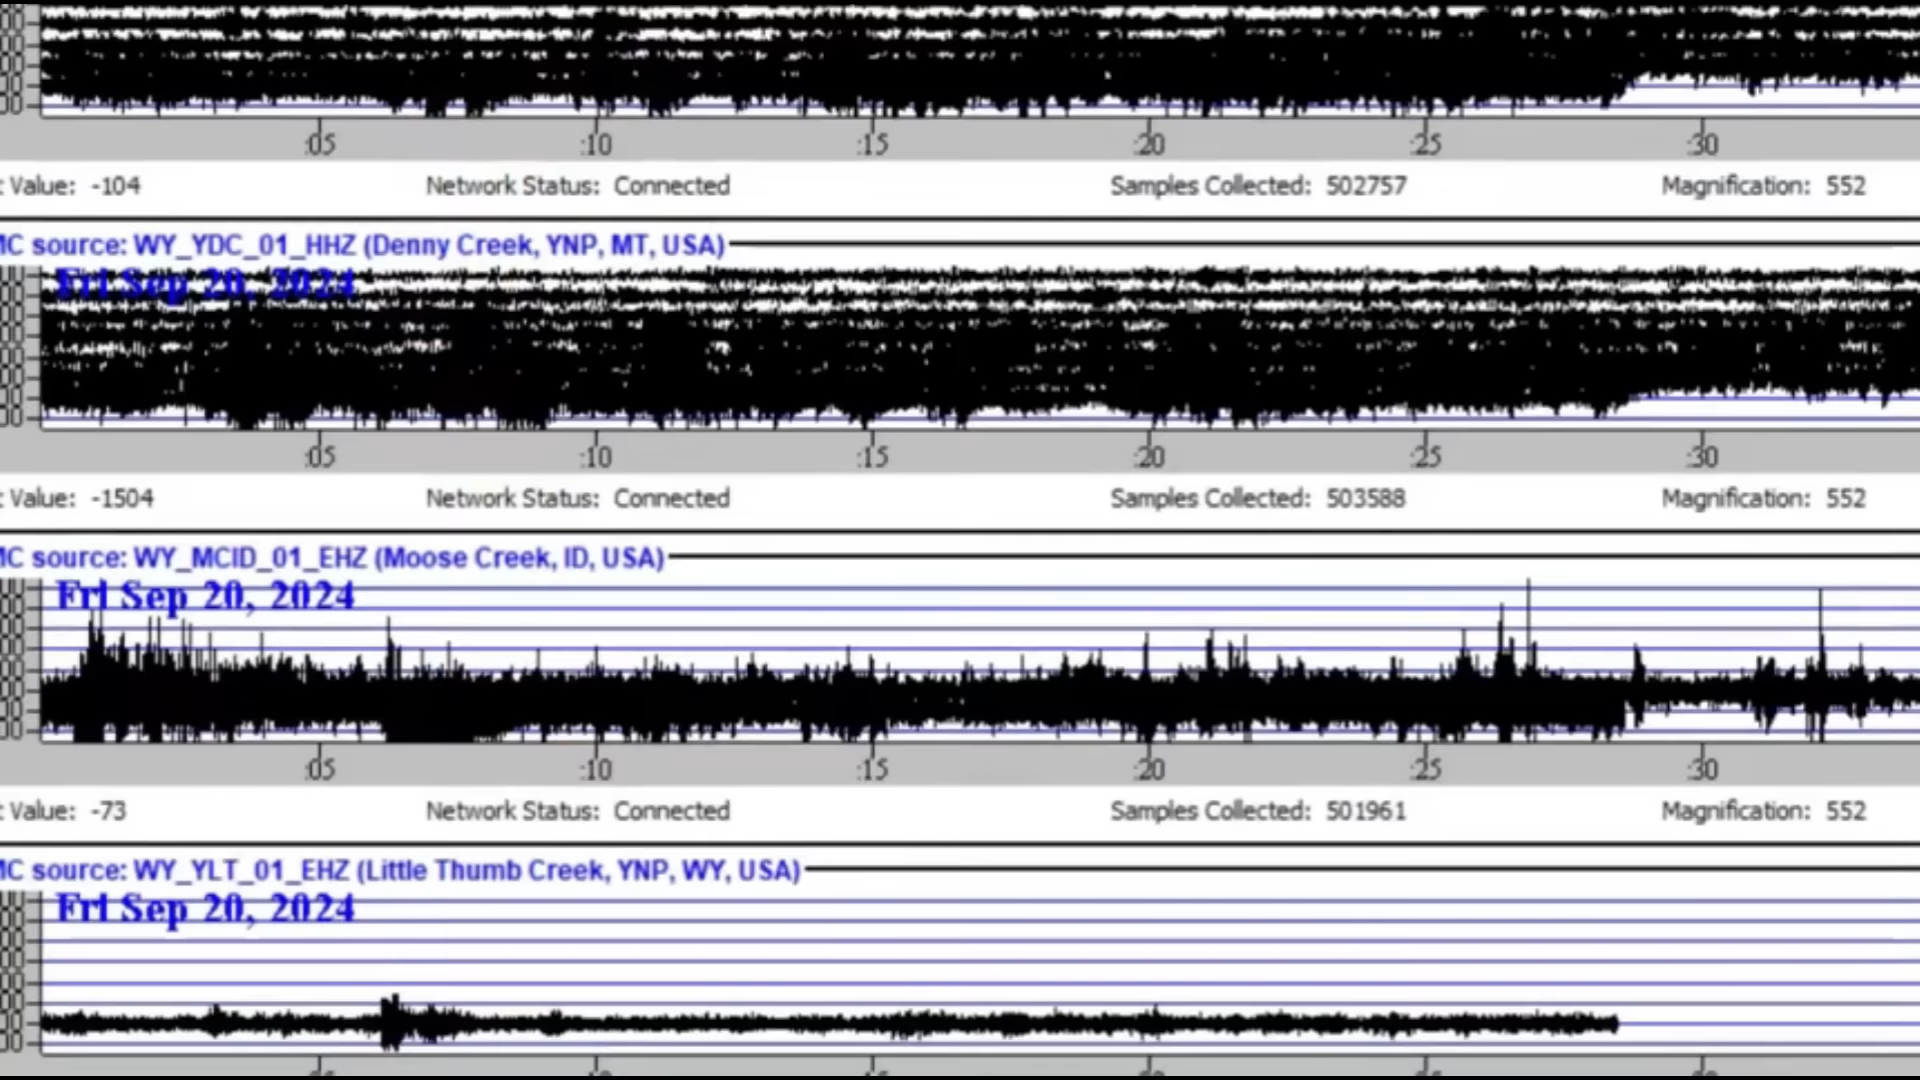 :05 :10 :15 :20 :25 :30
Value: -104 Network Status: Connected Samples Collected: 502757 Magnification: 552
source: WY_YDC_01_HHZ (Denny Creek, YNP, MT, USA)
Fri Sep 20, 2024
:05 :10 :15 :20 :25 :30
Value: -1504 Network Status: Connected Samples Collected: 503588 Magnification: 552
source: WY_MCID_01_EHZ (Moose Creek, ID, USA)
Fri Sep 20, 2024
:05 :10 :15 :20 :25 :30
Value: -73 Network Status: Connected Samples Collected: 501961 Magnification: 552
source: WY_YLT_01_EHZ (Little Thumb Creek, YNP, WY, USA)
Fri Sep 20, 2024